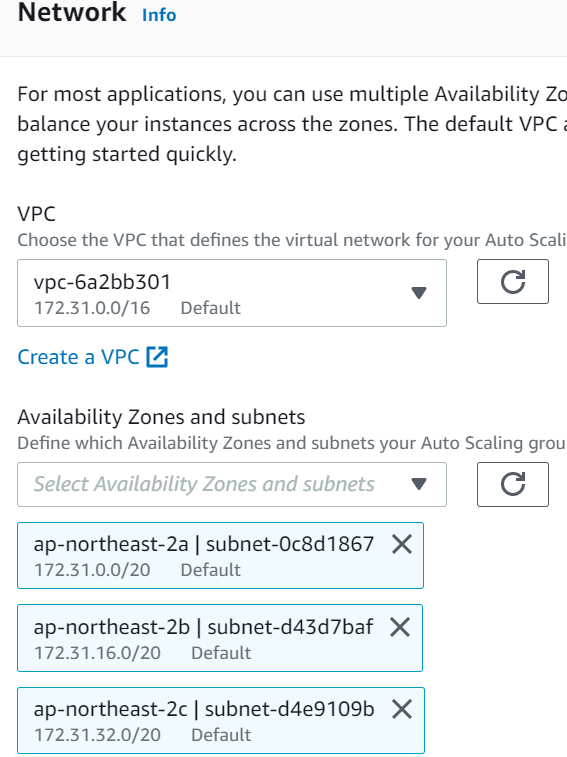 Network Info
For most applications, you can use multiple Availability Zo
balance your instances across the zones. The default VPC a
getting started quickly.
VPC
Choose the VPC that defines the virtual network for your Auto Scali
vpc-6a2bb301
172.31.0.0/16 Default
Create a VPC
Availability Zones and subnets
Define which Availability Zones and subnets your Auto Scaling grou
Select Availability Zones and subnets
ap-northeast-2a | subnet-0c8d1867
172.31.0.0/20 Default
ap-northeast-2b | subnet-d43d7baf
172.31.16.0/20 Default
ap-northeast-2c | subnet-d4e9109b
172.31.32.0/20 Default